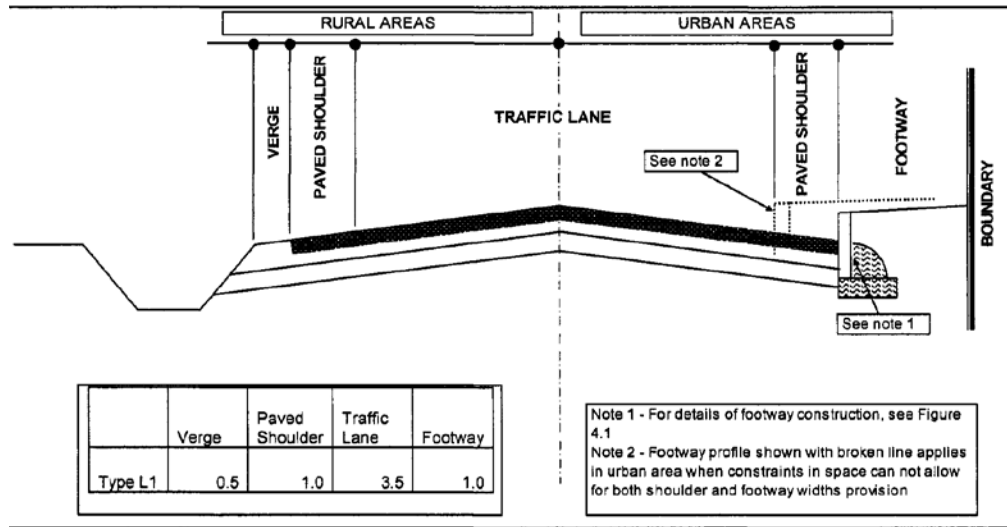 RURAL AREAS
URBAN AREAS
VERGE
PAVED SHOULDER
TRAFFIC LANE
PAVED SHOULDER
FOOTWAY
BOUNDARY
See note 2
See note 1
Verge Paved Shoulder Traffic Lane Footway
Type L1 0.5 1.0 3.5 1.0
Note 1 - For details of footway construction, see Figure
4.1
Note 2 - Footway profile shown with broken line applies
in urban area when constraints in space can not allow
for both shoulder and footway widths provision